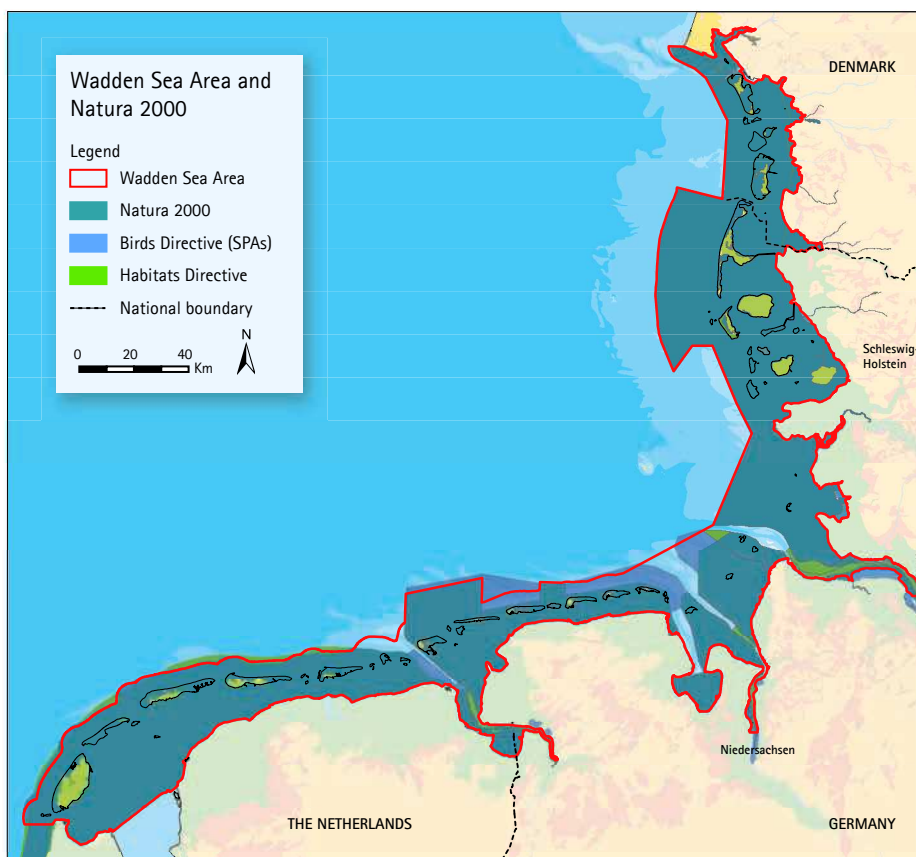 Wadden Sea Area and
Natura 2000
Legend
Wadden Sea Area
Natura 2000
Birds Directive (SPAs)
Habitats Directive
National boundary
N
0 20 40
Km
DENMARK
Schleswig-
Holstein
Niedersachsen
THE NETHERLANDS
GERMANY